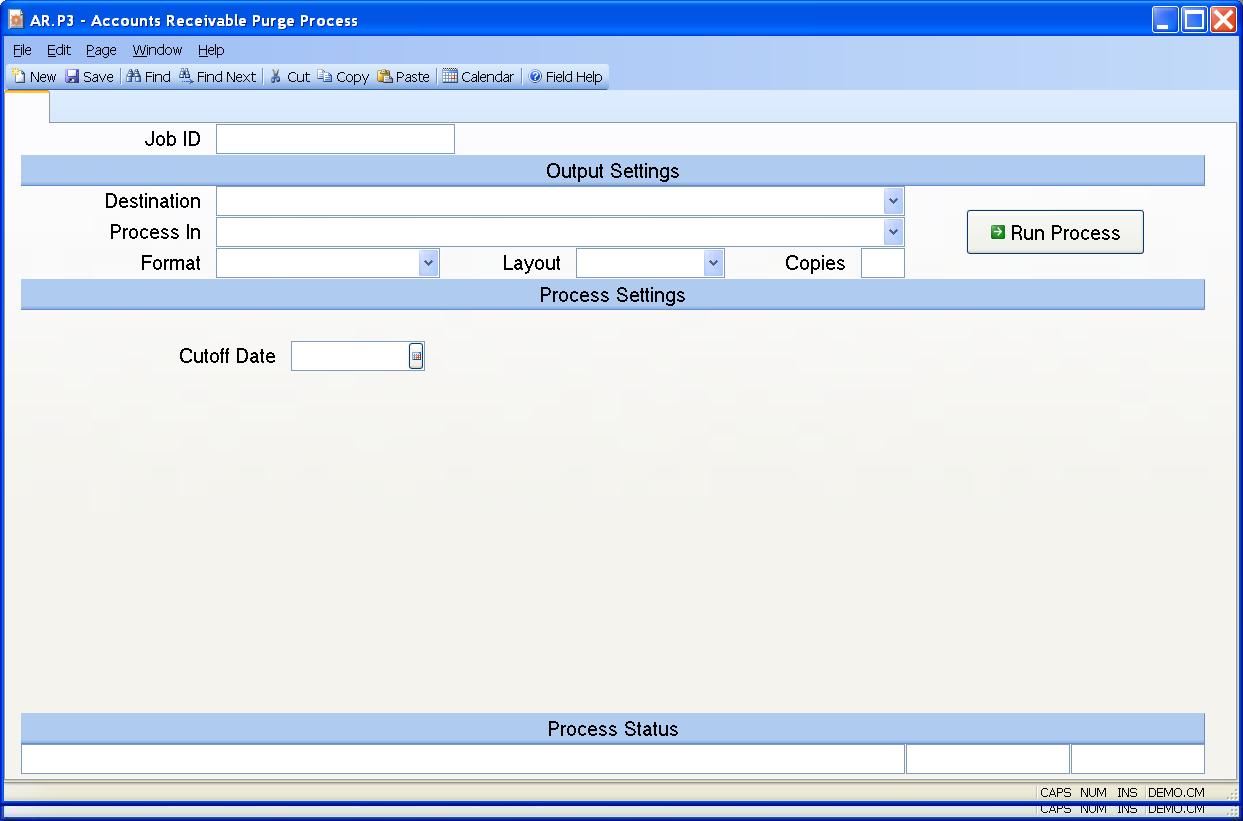 AR.P3 - Accounts Receivable Purge Process
File Edit Page Window Help
New Save Find Find Next Cut Copy Paste Calendar Field Help
Job ID
Output Settings
Destination
Process In
Run Process
Format Layout Copies
Process Settings
Cutoff Date
Process Status
CAPS NUM INS DEMO.CM
CAPS NUM INS DEMO.CM